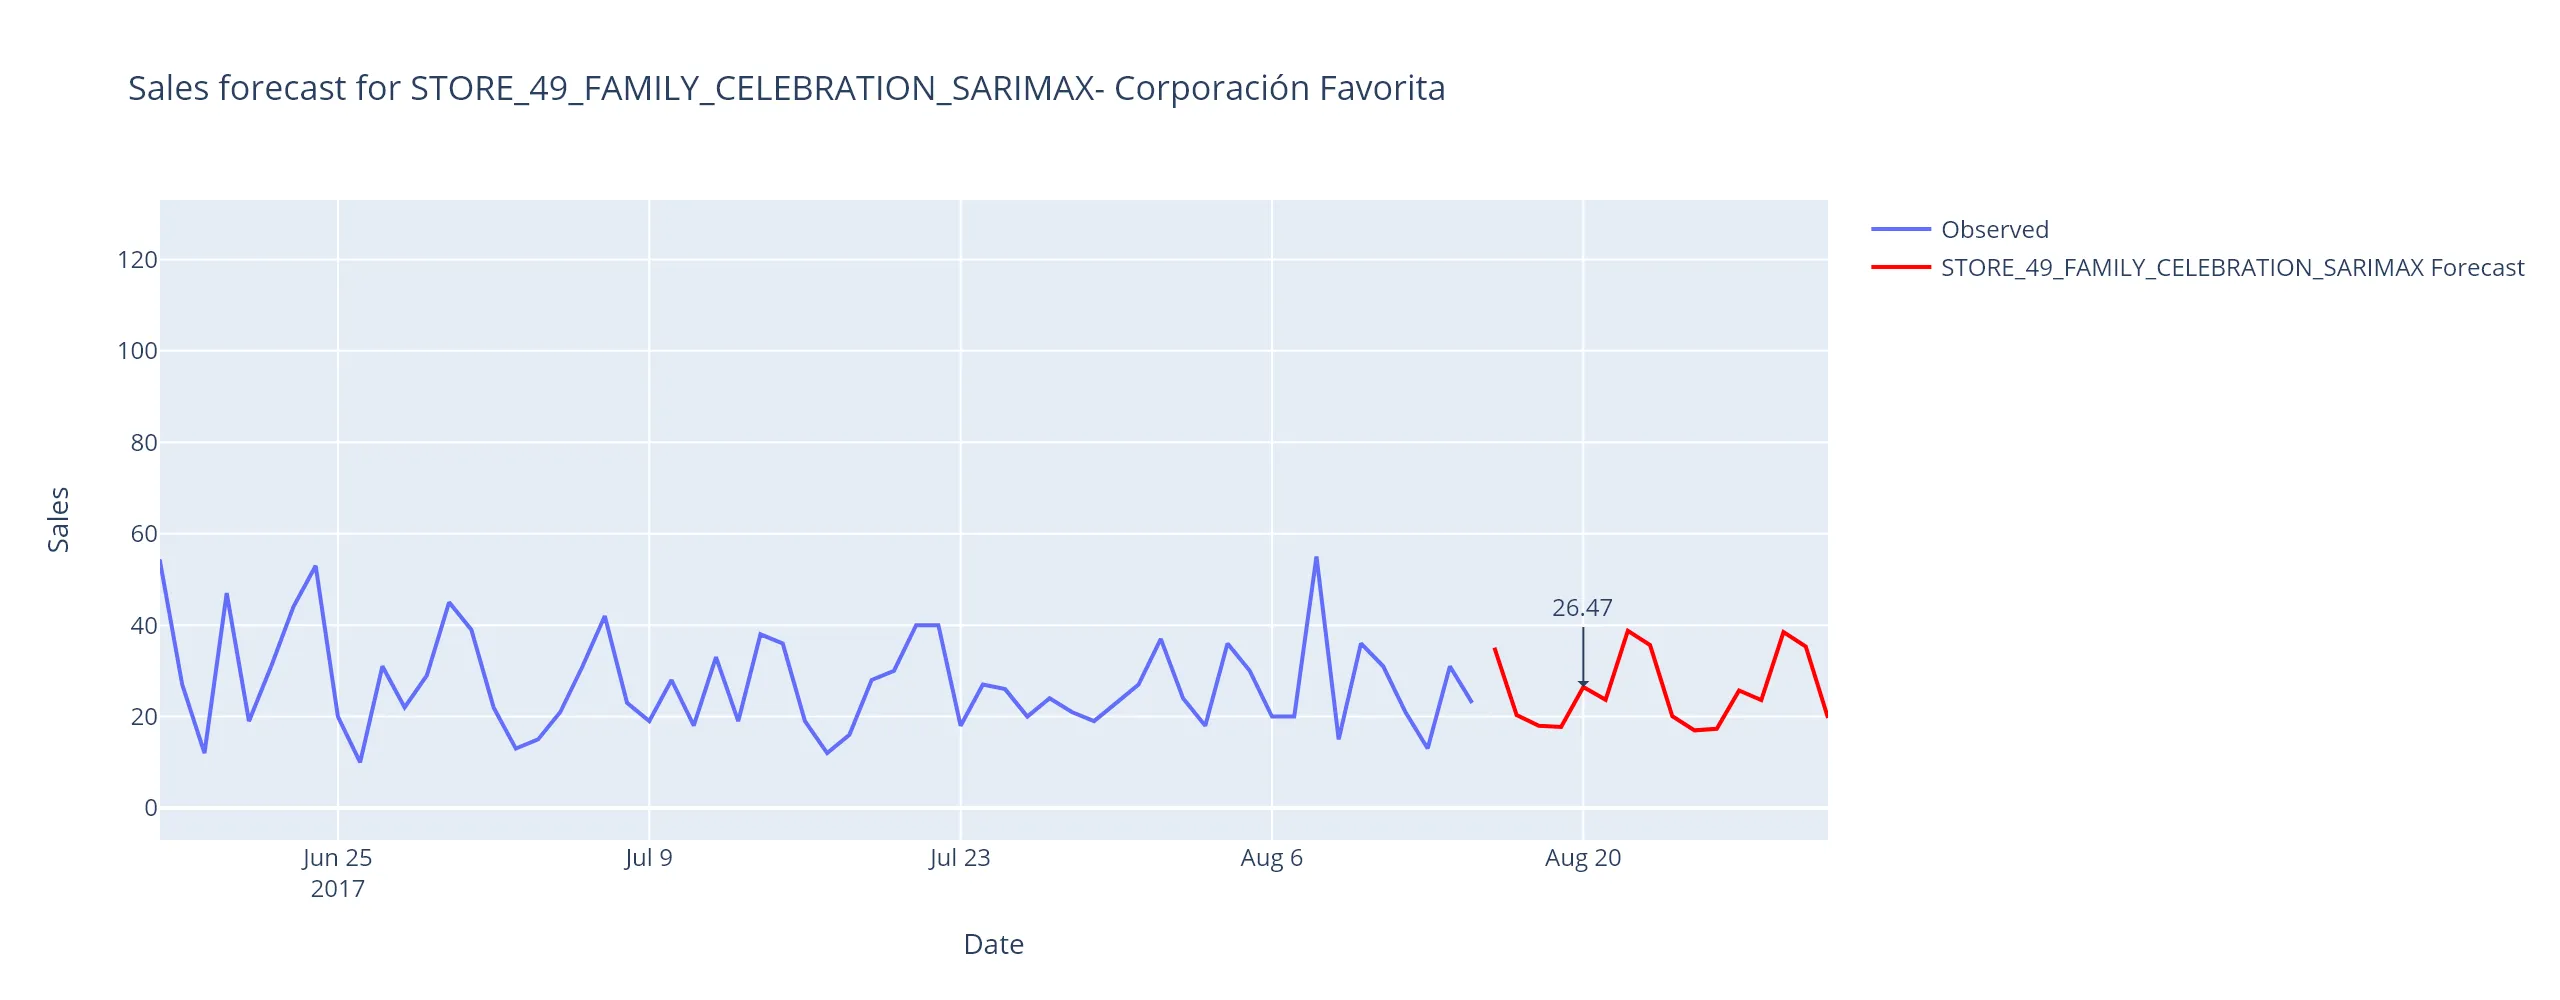 Sales forecast for STORE_49_FAMILY_CELEBRATION_SARIMAX- Corporación Favorita
Observed
STORE_49_FAMILY_CELEBRATION_SARIMAX Forecast
120
100
80
60
40
20
0
Sales
26.47
Jun 25
2017
Jul 9
Jul 23
Aug 6
Aug 20
Date